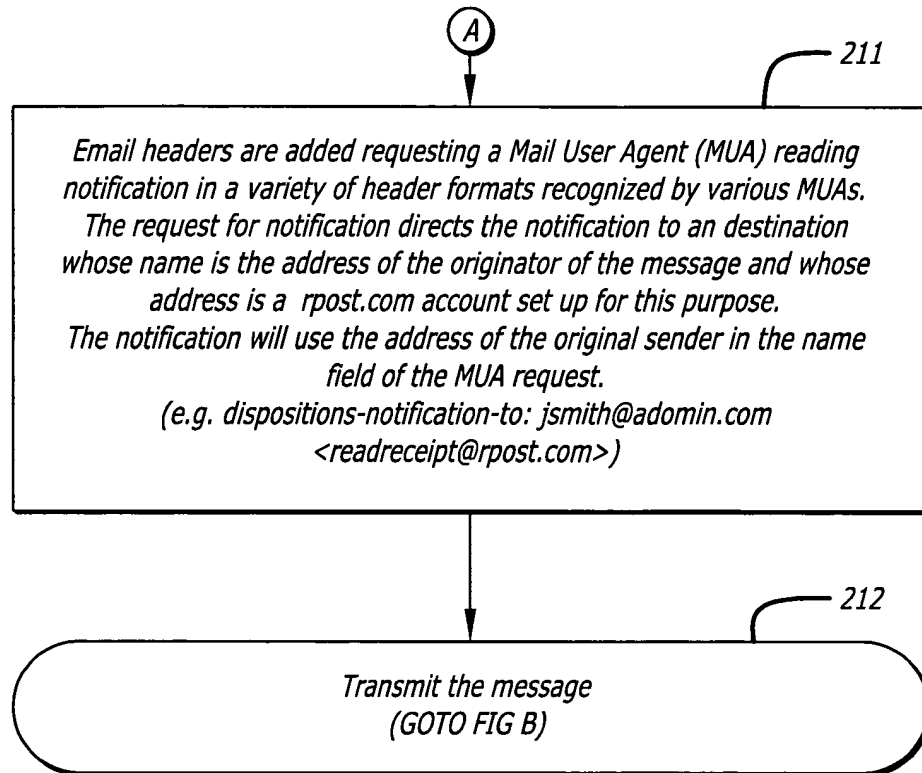 A
211
Email headers are added requesting a Mail User Agent (MUA) reading
notification in a variety of header formats recognized by various MUAs.
The request for notification directs the notification to an destination
whose name is the address of the originator of the message and whose
address is a rpost.com account set up for this purpose.
The notification will use the address of the original sender in the name
field of the MUA request.
(e.g. dispositions-notification-to: jsmith@adomin.com
<readreceipt@rpost.com>)
212
Transmit the message
(GOTO FIG B)